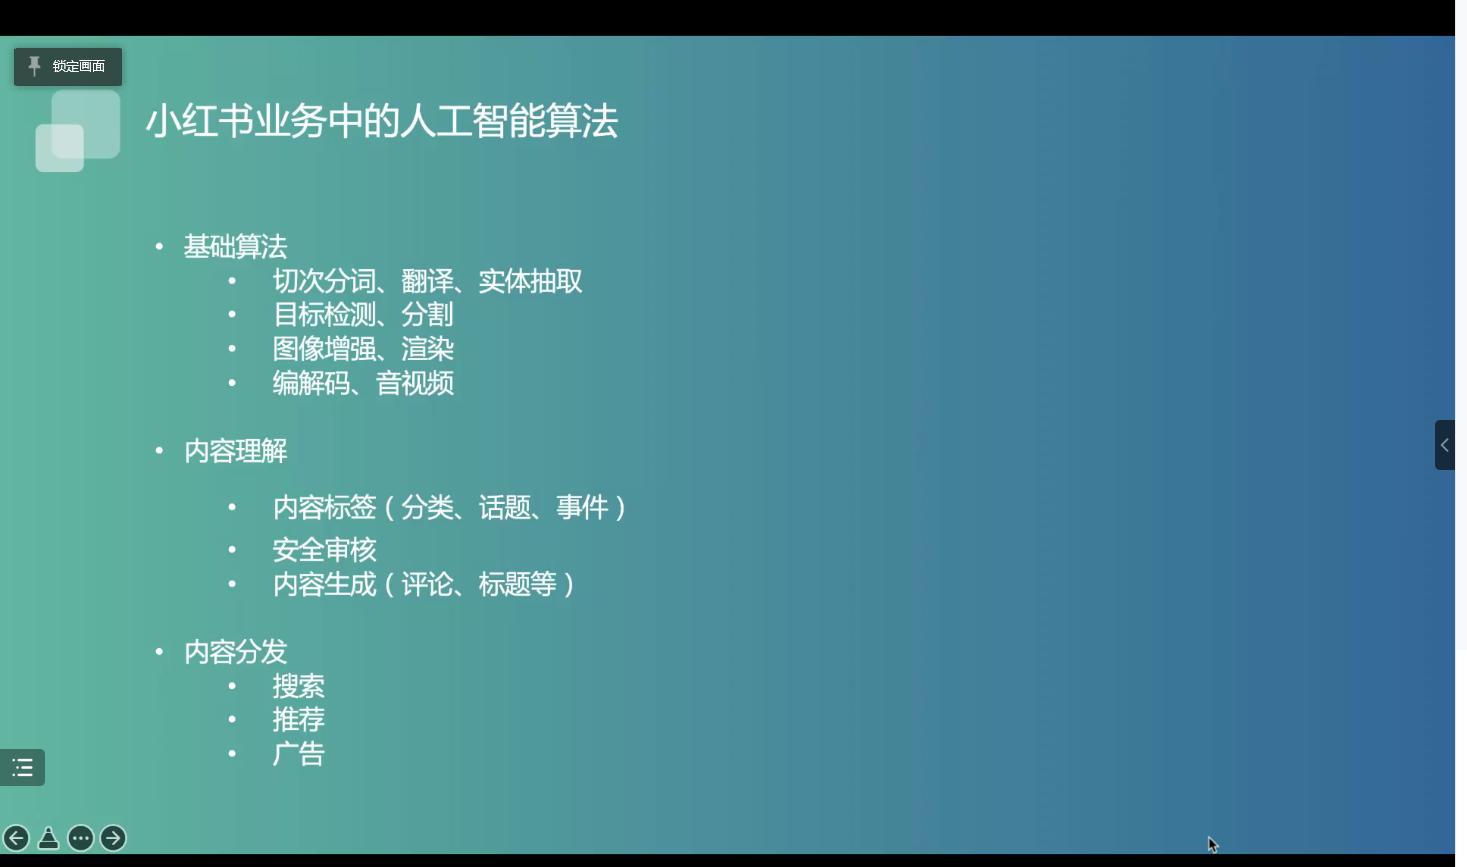 锁定画面
小红书业务中的人工智能算法
• 基础算法
• 切次分词、翻译、实体抽取
• 目标检测、分割
• 图像增强、渲染
• 编解码、音视频
• 内容理解
• 内容标签（分类、话题、事件）
• 安全审核
• 内容生成（评论、标题等）
• 内容分发
• 搜索
• 推荐
• 广告